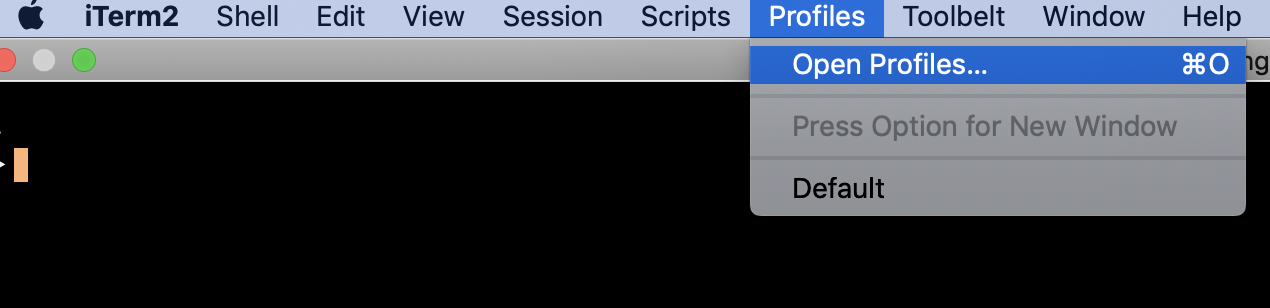 iTerm2 Shell Edit View Session Scripts Profiles Toolbelt Window Help
Open Profiles... ⌘O
Press Option for New Window
Default